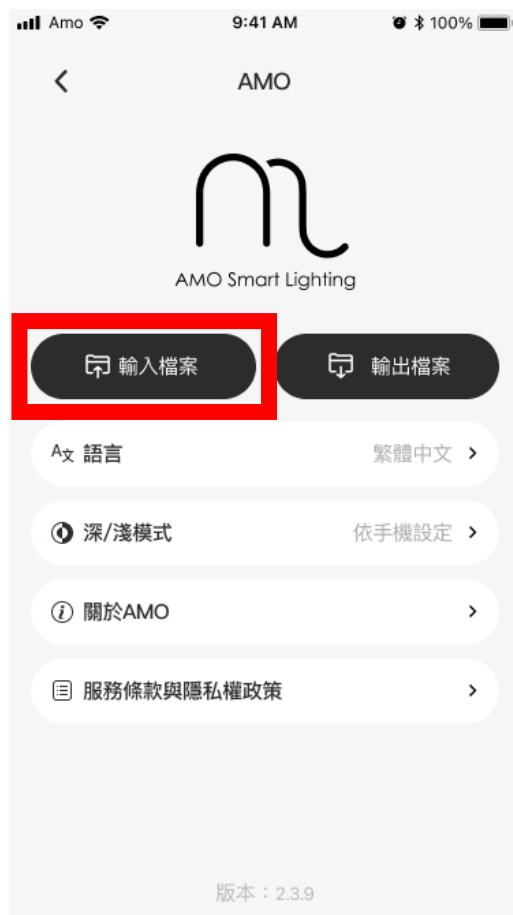 Amo 9:41 AM 100%
AMO
AMO Smart Lighting
輸入檔案 輸出檔案
A文 語言 繁體中文
深/淺模式 依手機設定
關於AMO
服務條款與隱私權政策
版本：2.3.9